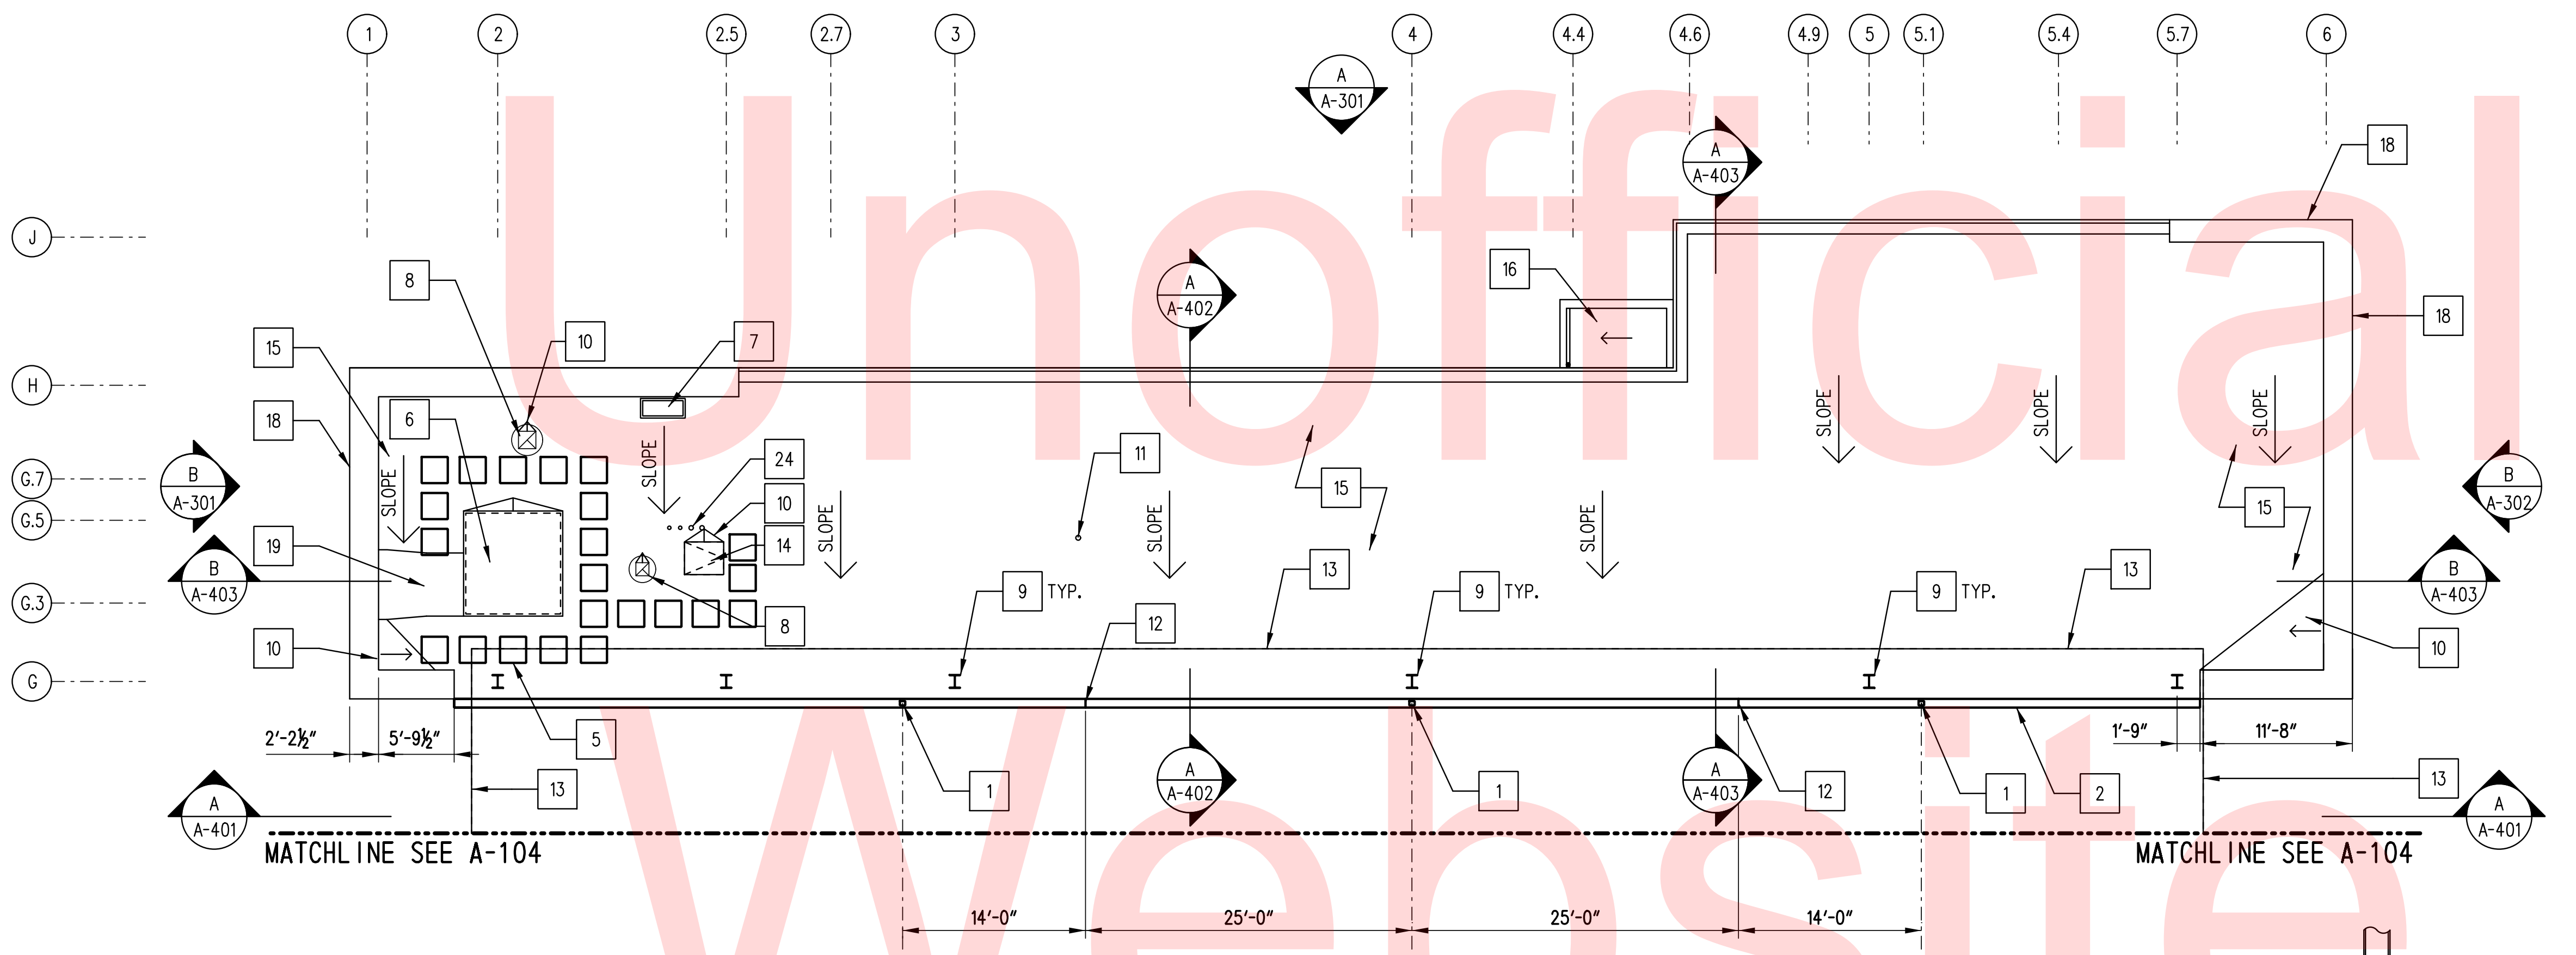 1 2 2.5 2.7 3 4 4.4 4.6 4.9 5 5.1 5.4 5.7 6
A
A-301
A
A-403
18
J
8
16
A
A-402
18
10
7
15
H
6
18
SLOPE
SLOPE
SLOPE
SLOPE
SLOPE
11
24
G.7
B
A-301
15
B
A-302
10
15
SLOPE
SLOPE
SLOPE
G.5
19
14
13
13
B
A-403
B
A-403
9 TYP.
9 TYP.
9 TYP.
G.3
8
12
10
10
G
2'-2½"
5'-9½"
5
1'-9"
11'-8"
13
1
A
A-402
1
A
A-403
12
1
2
13
A
A-401
A
A-401
MATCHLINE SEE A-104
MATCHLINE SEE A-104
14'-0"
25'-0"
25'-0"
14'-0"
Unofficial
Website